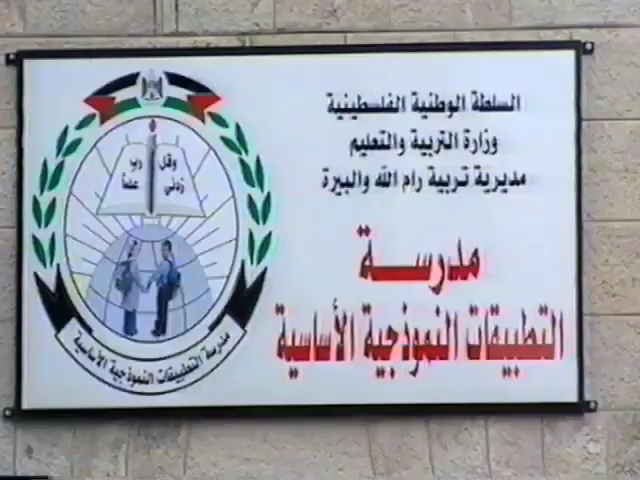 السلطة الوطنية الفلسطينية
وزارة التربية والتعليم
مديرية تربية رام الله والبيرة
مدرســـة
التطبيقات النموذجية الأساسية
وقل رب
زدني علماً
مدرسة التطبيقات النموذجية الأساسية